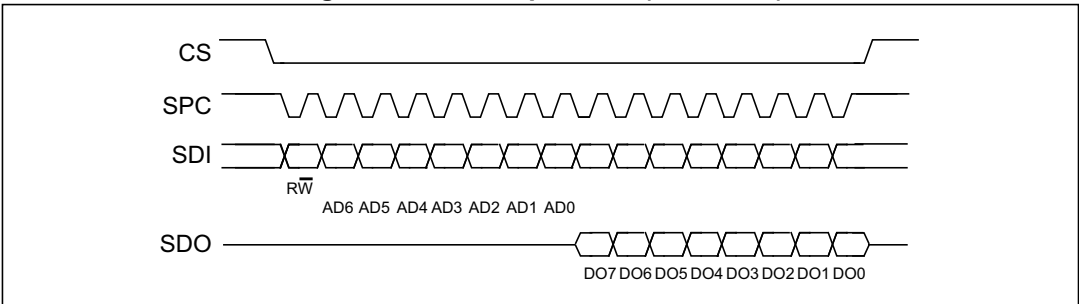 CS
SPC
SDI
RW
AD6 AD5 AD4 AD3 AD2 AD1 AD0
SDO
DO7 DO6 DO5 DO4 DO3 DO2 DO1 DO0